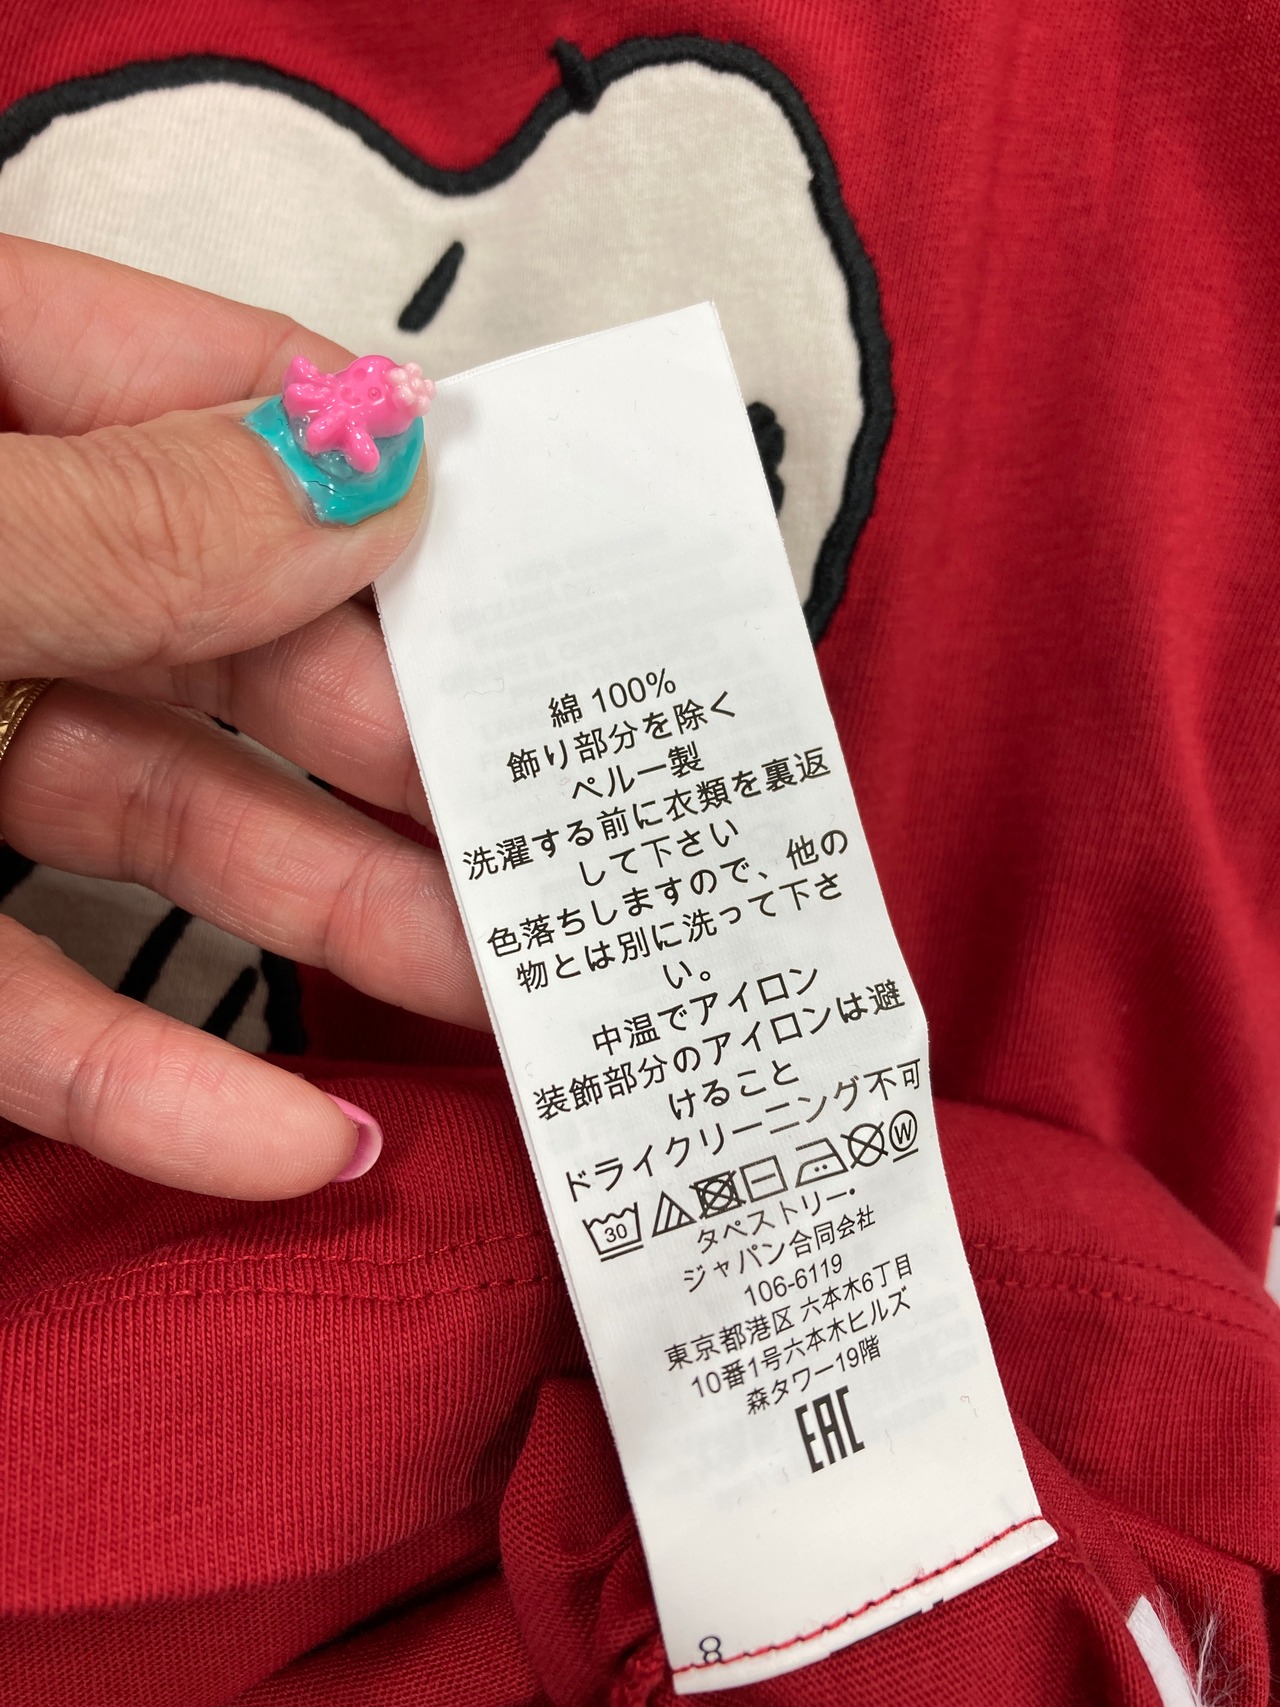 綿 100%
飾り部分を除く
ペルー製
洗濯する前に衣類を裏返
して下さい
色落ちしますので、他の
物とは別に洗って下さ
い。
中温でアイロン
装飾部分のアイロンは避
けること
ドライクリーニング不可
30
W
タペストリー・
ジャパン合同会社
106-6119
東京都港区 六本木6丁目
10番1号六本木ヒルズ
森タワー19階
EAC
8